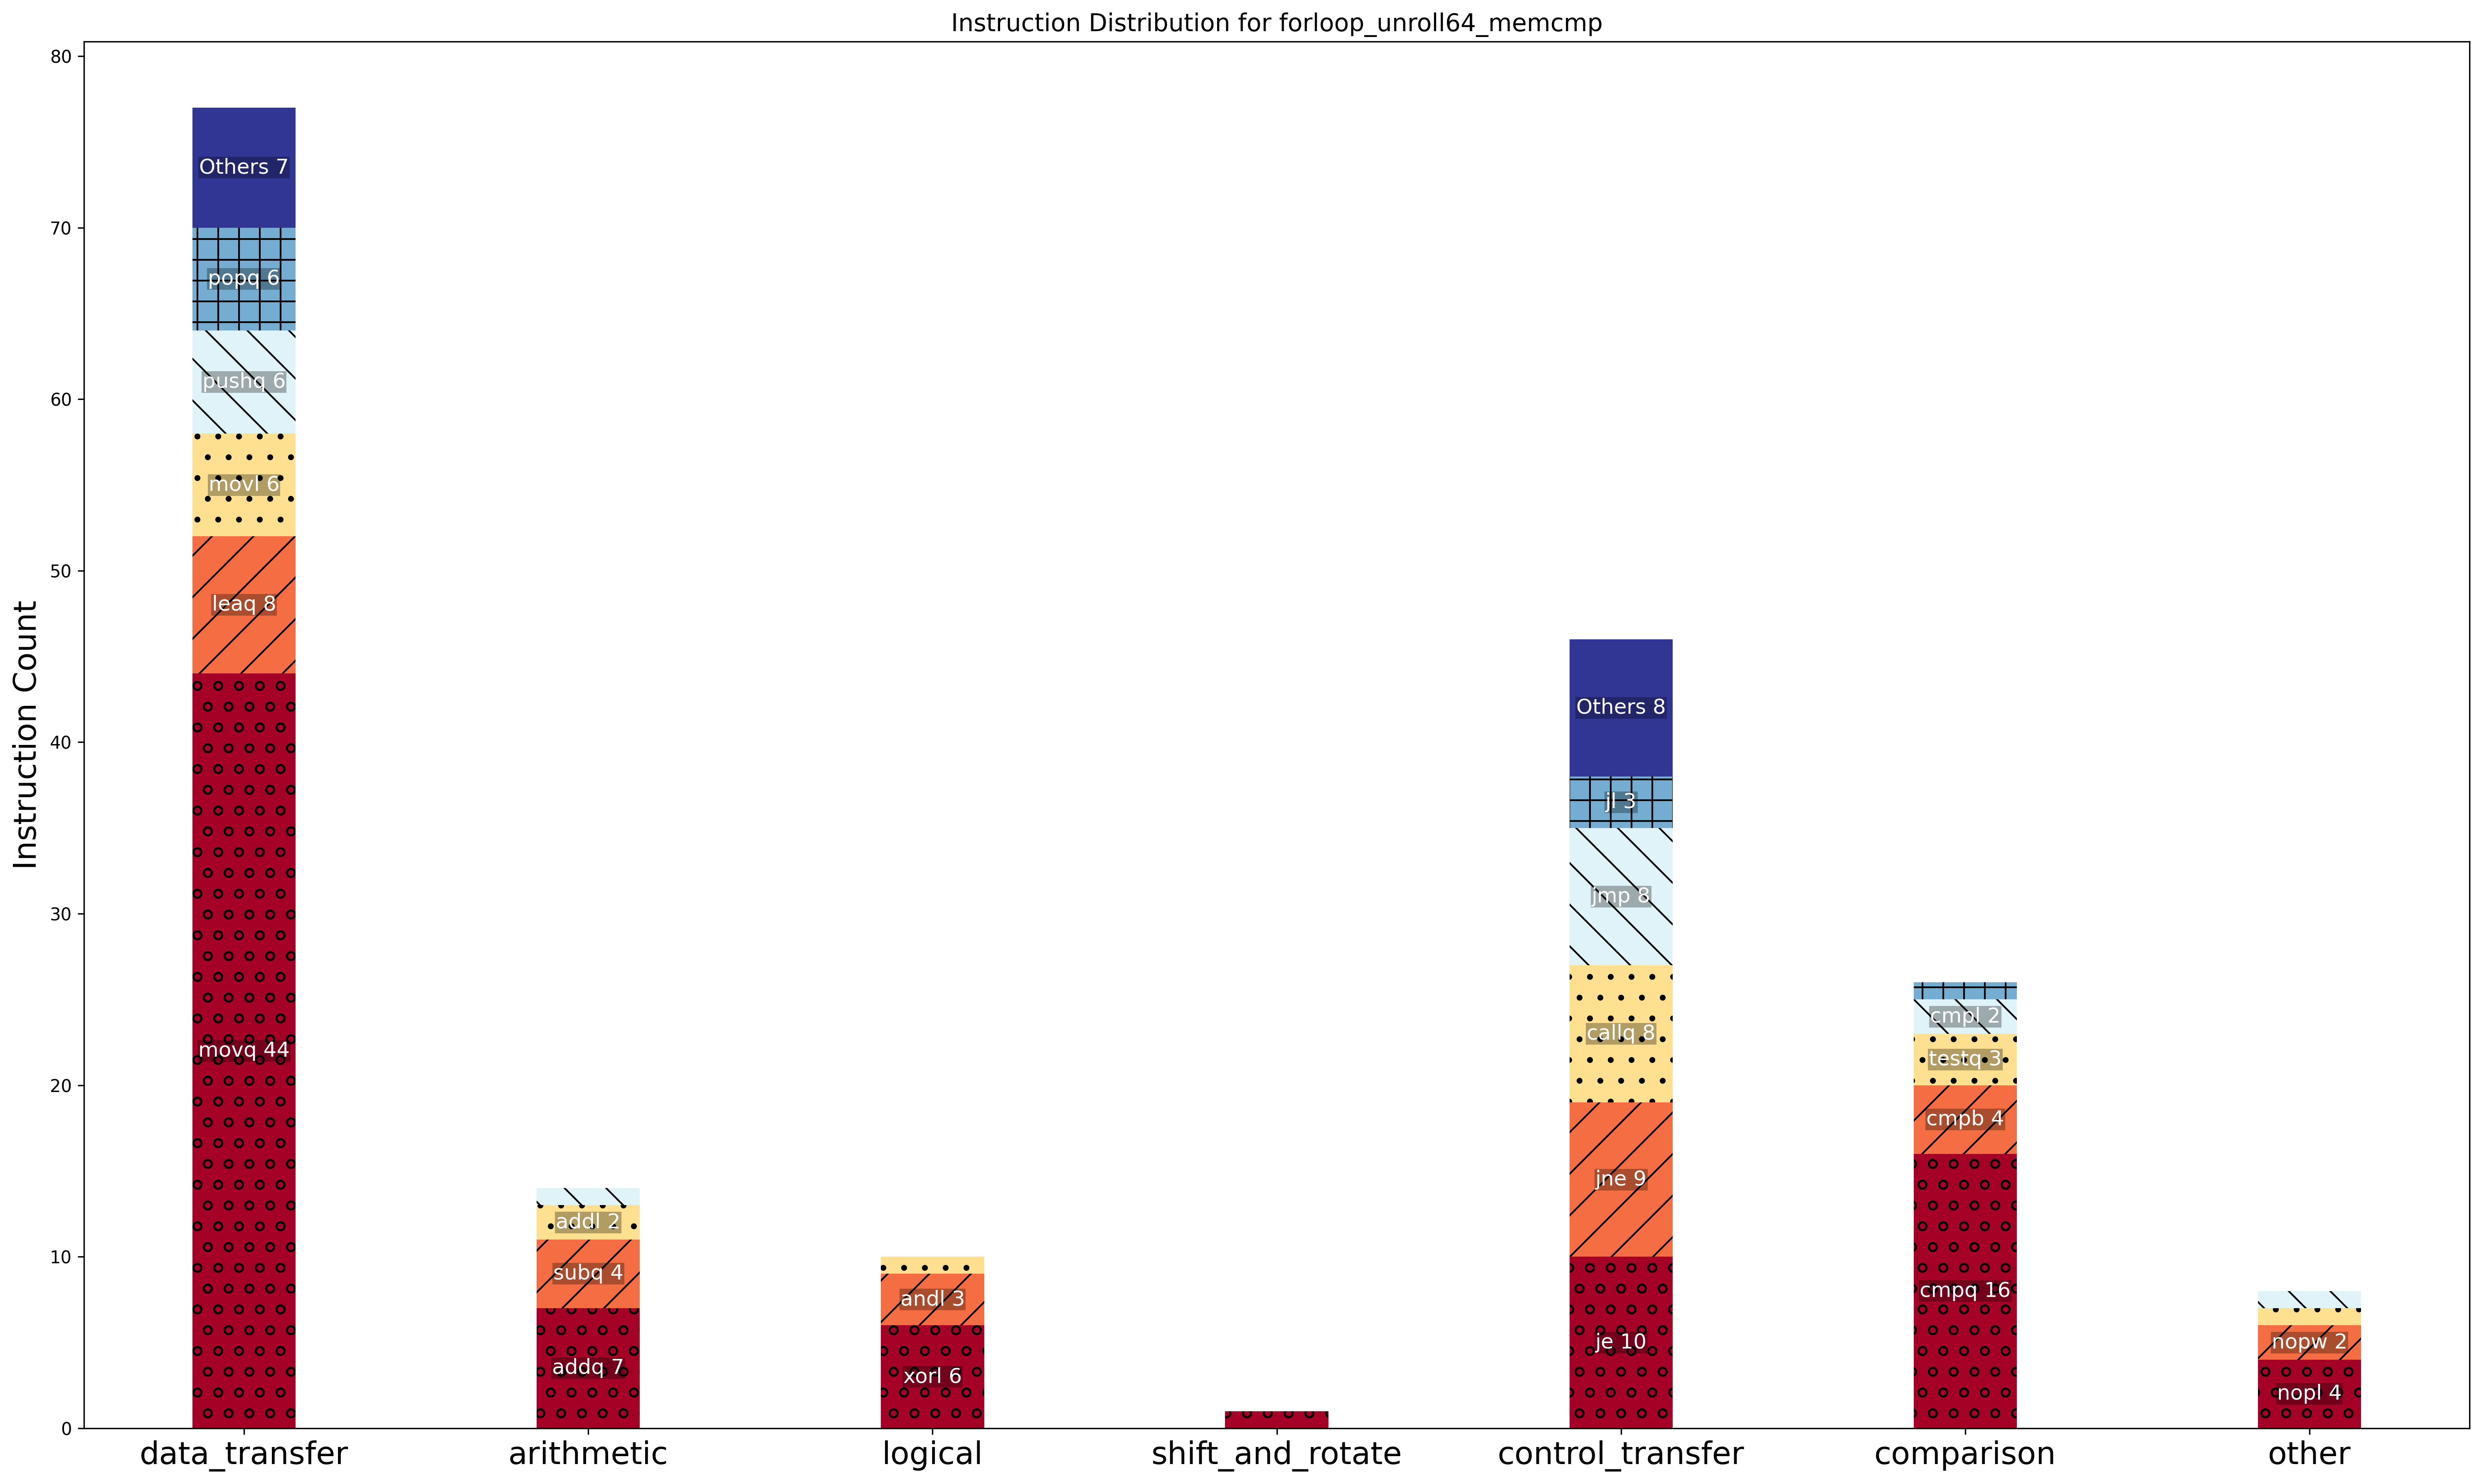 Instruction Distribution for forloop_unroll64_memcmp
Instruction Count
80
70
60
50
40
30
20
10
0
Others 7
popq 6
pushq 6
movl 6
leaq 8
movq 44
addl 2
subq 4
addq 7
andl 3
xorl 6
Others 8
jl 3
jmp 8
callq 8
jne 9
je 10
cmpl 2
testq 3
cmpb 4
cmpq 16
nopw 2
nopl 4
data_transfer
arithmetic
logical
shift_and_rotate
control_transfer
comparison
other